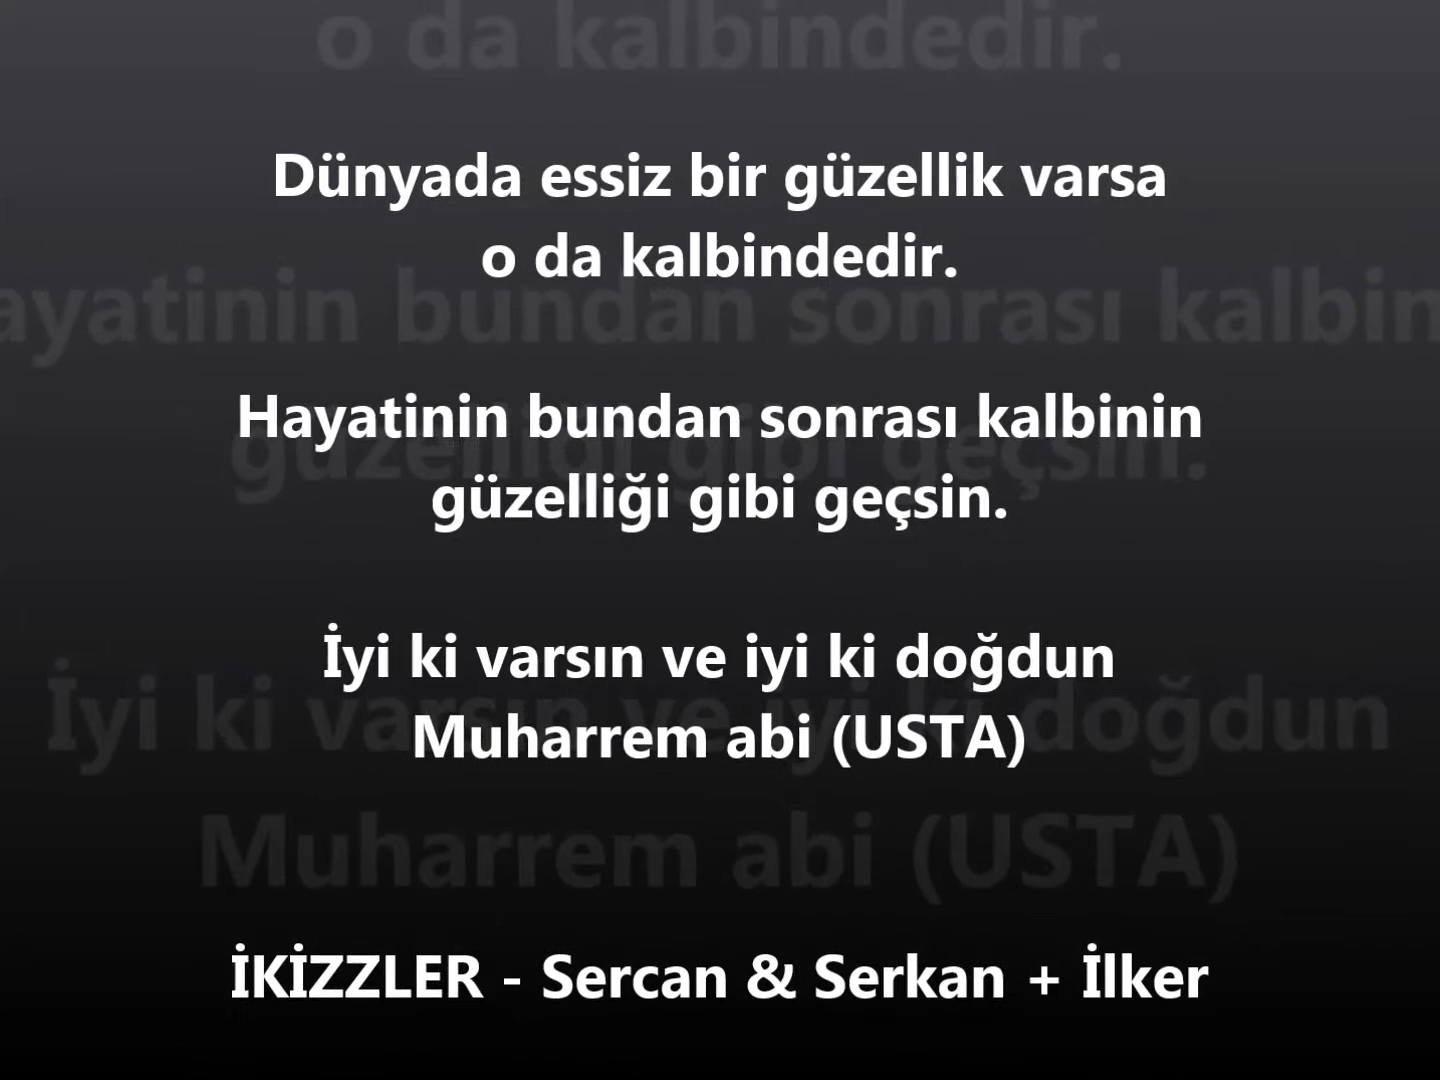 Dünyada essiz bir güzellik varsa
o da kalbindedir.
Hayatinin bundan sonrası kalbinin
güzelliği gibi geçsin.
İyi ki varsın ve iyi ki doğdun
Muharrem abi (USTA)
İKİZZLER - Sercan & Serkan + İlker